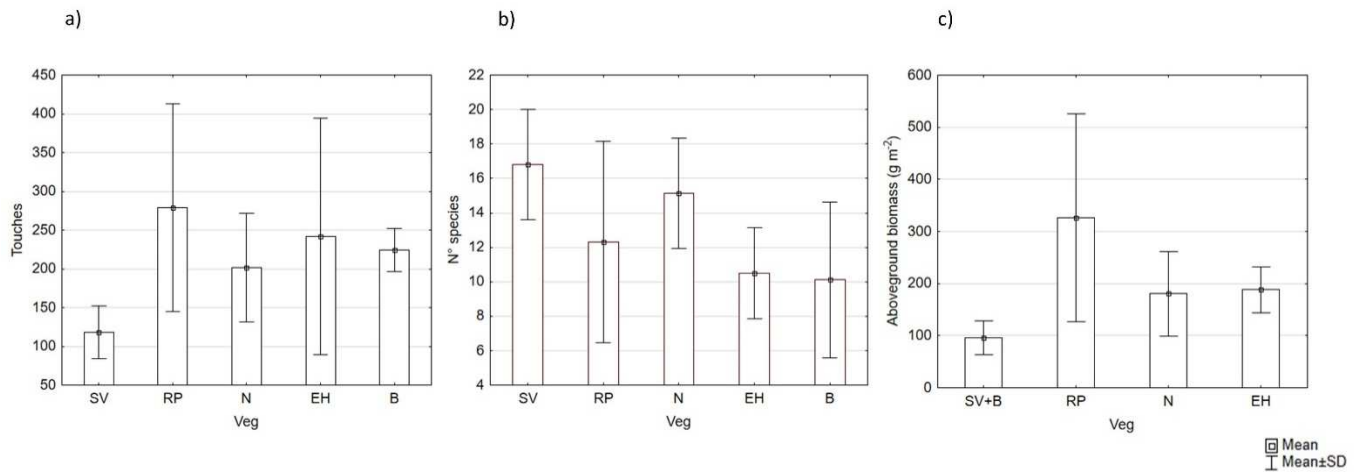 a)
450
400
350
300
250
200
150
100
50
Touches
SV RP N EH B
Veg
b)
22
20
18
16
14
12
10
8
6
4
N° species
SV RP N EH B
Veg
c)
600
500
400
300
200
100
0
Aboveground biomass (g m-2)
SV+B RP N EH
Veg
Mean
Mean±SD